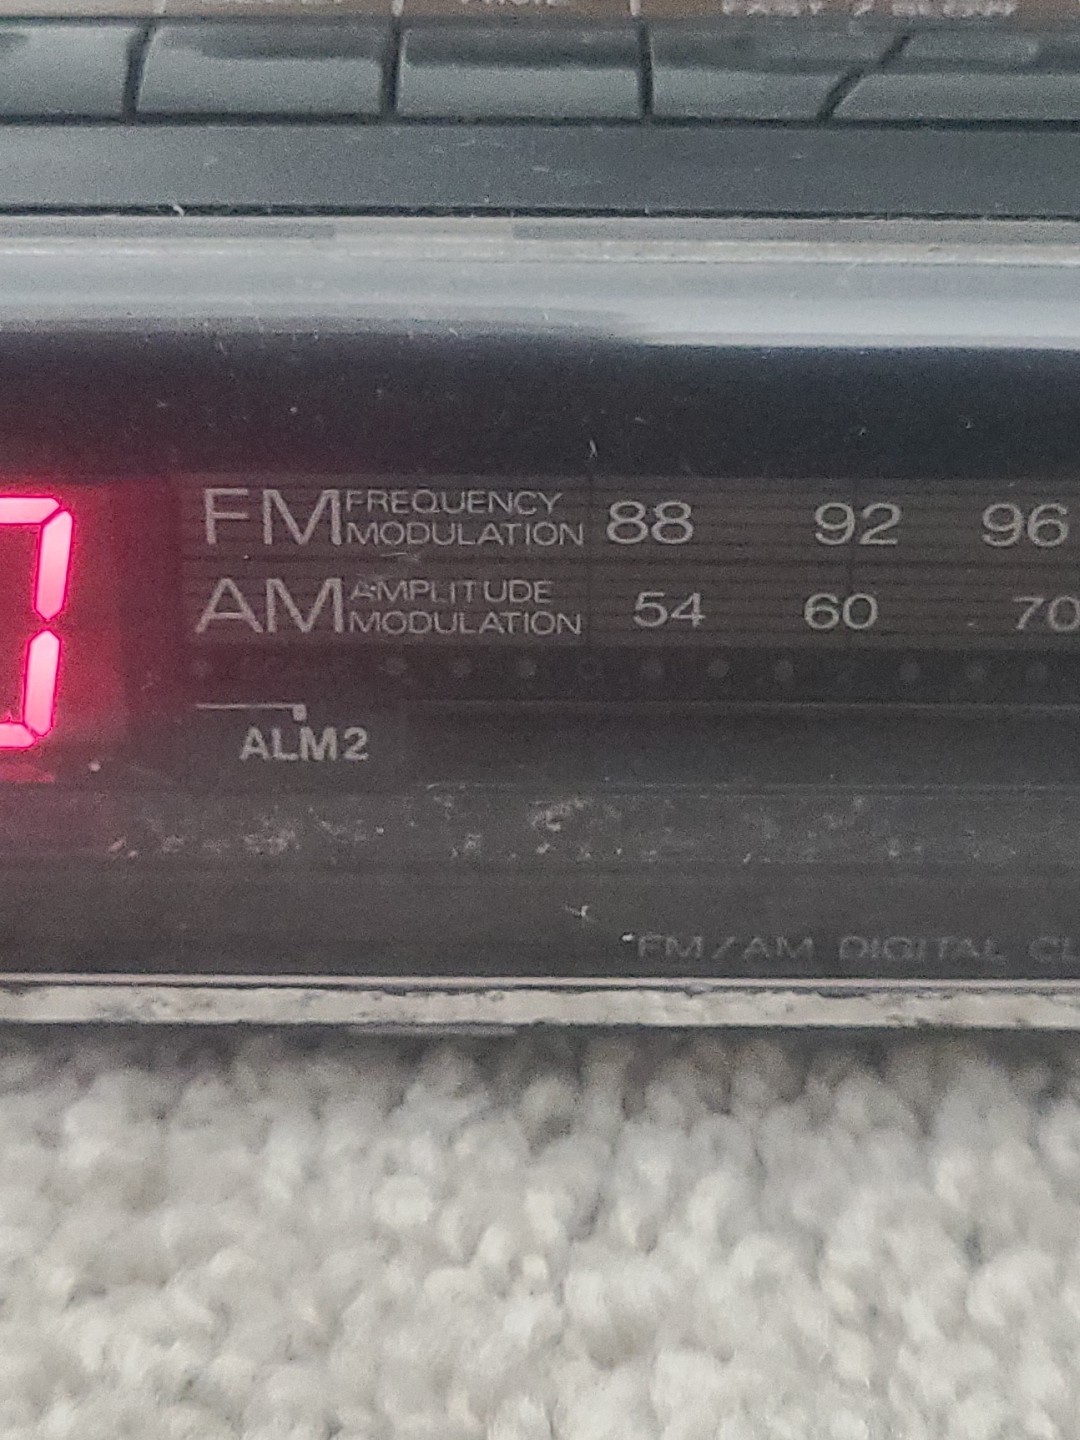 FM FREQUENCY MODULATION 88 92 96
AM AMPLITUDE MODULATION 54 60 70
ALM2
FM/AM DIGITAL